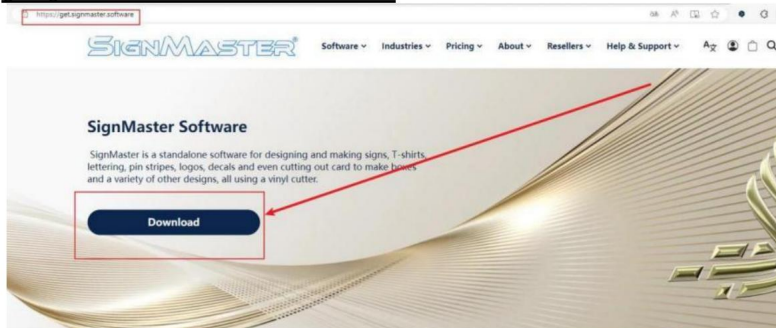 https://get.signmaster.software
SIGNMASTER®
Software Industries Pricing About Resellers Help & Support
SignMaster Software
SignMaster is a standalone software for designing and making signs, T-shirts,
lettering, pin stripes, logos, decals and even cutting out card to make boxes
and a variety of other designs, all using a vinyl cutter.
Download